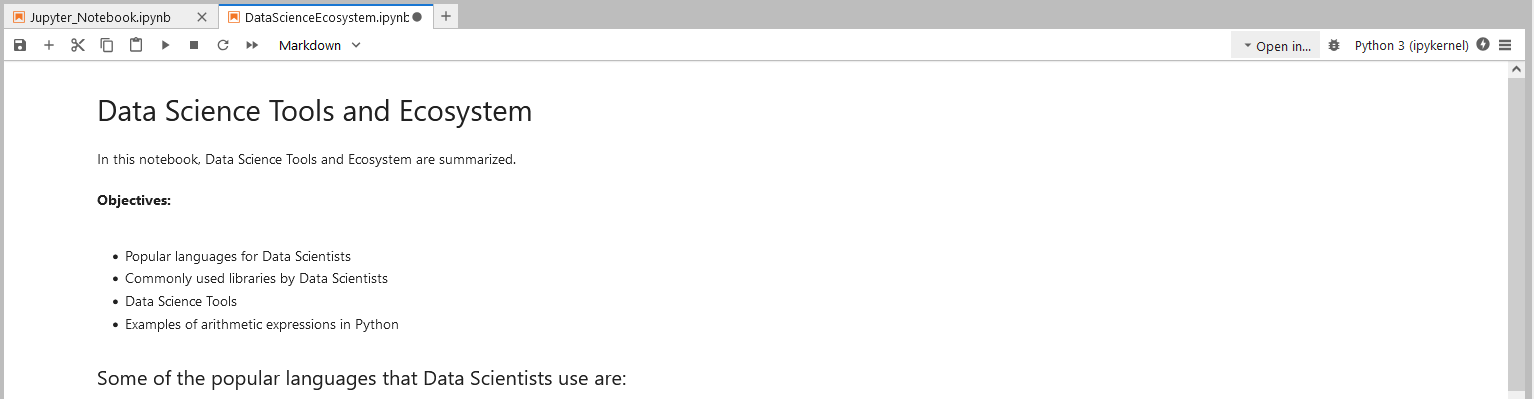 Jupyter_Notebook.ipynb
DataScienceEcosystem.ipynb
Markdown
Open in...
Python 3 (ipykernel)
Data Science Tools and Ecosystem
In this notebook, Data Science Tools and Ecosystem are summarized.
Objectives:
Popular languages for Data Scientists
Commonly used libraries by Data Scientists
Data Science Tools
Examples of arithmetic expressions in Python
Some of the popular languages that Data Scientists use are: